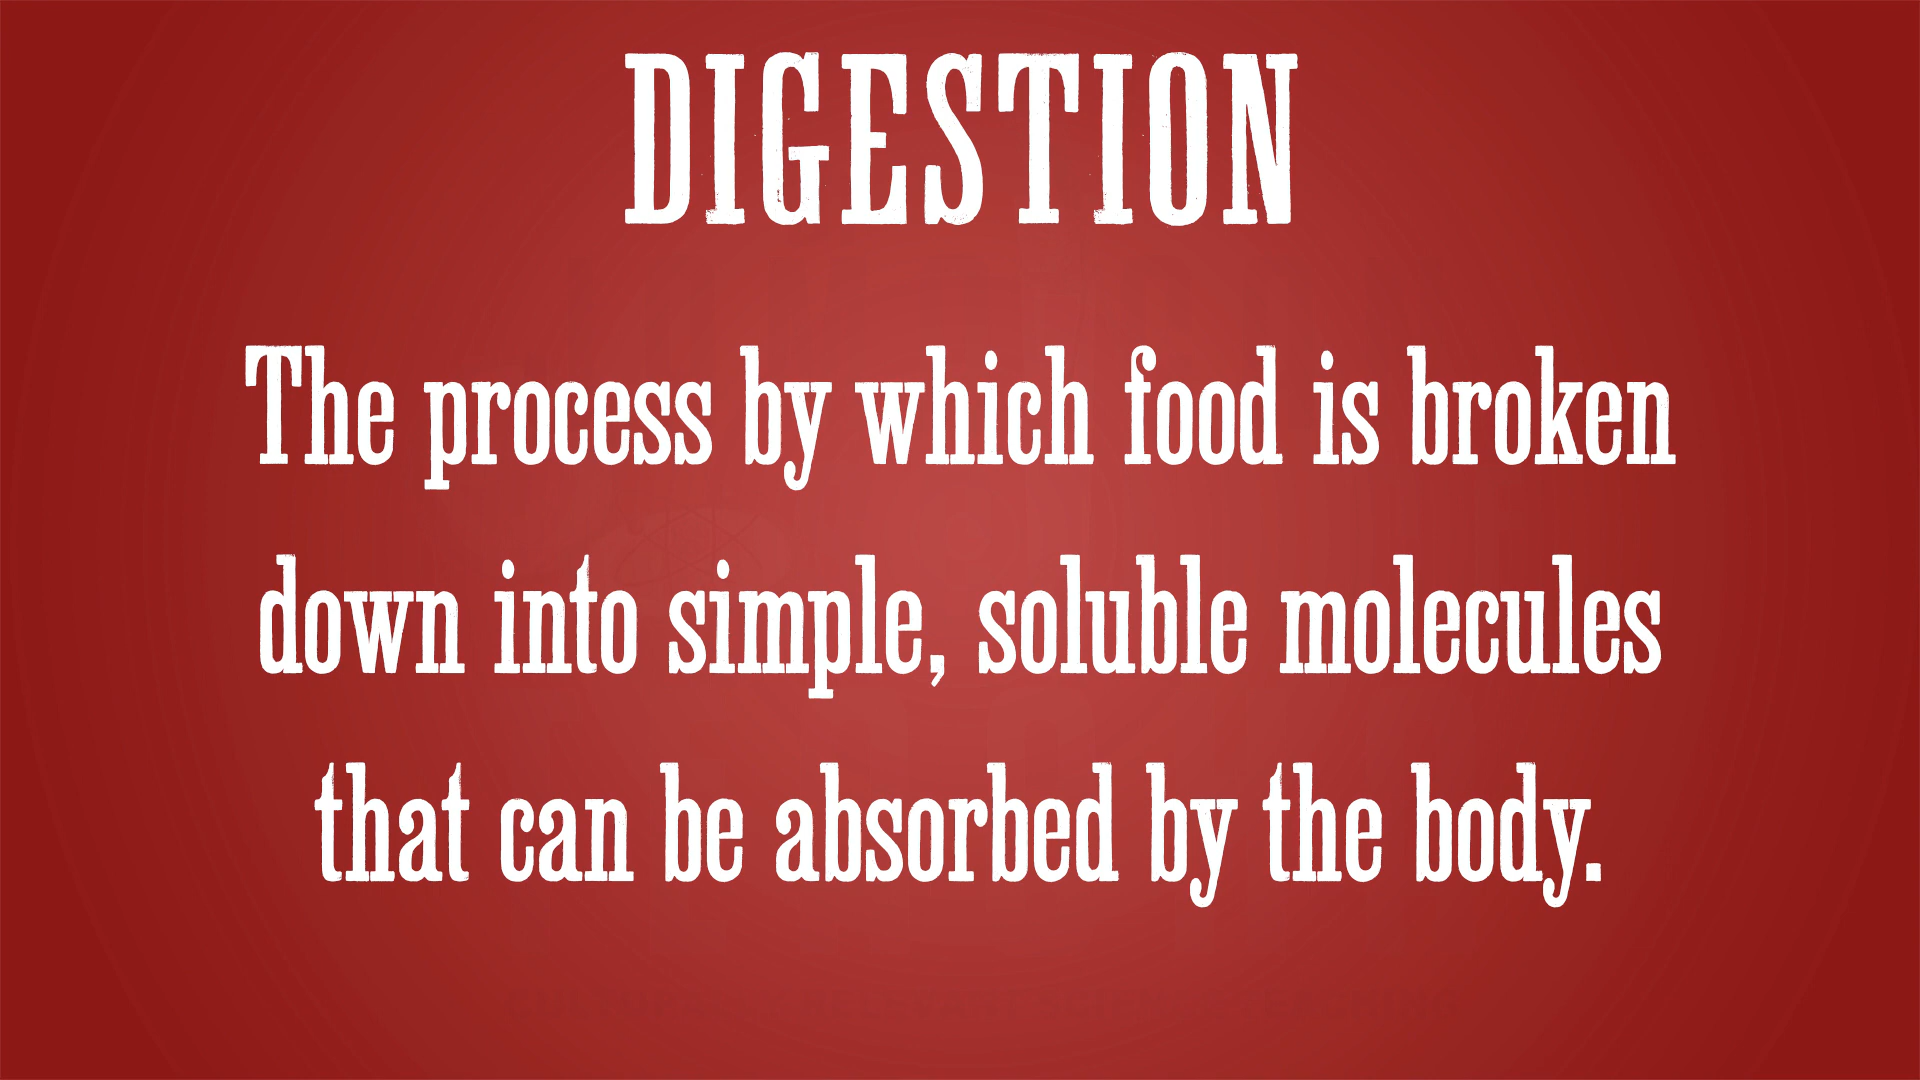 DIGESTION
The process by which food is broken
down into simple, soluble molecules
that can be absorbed by the body.